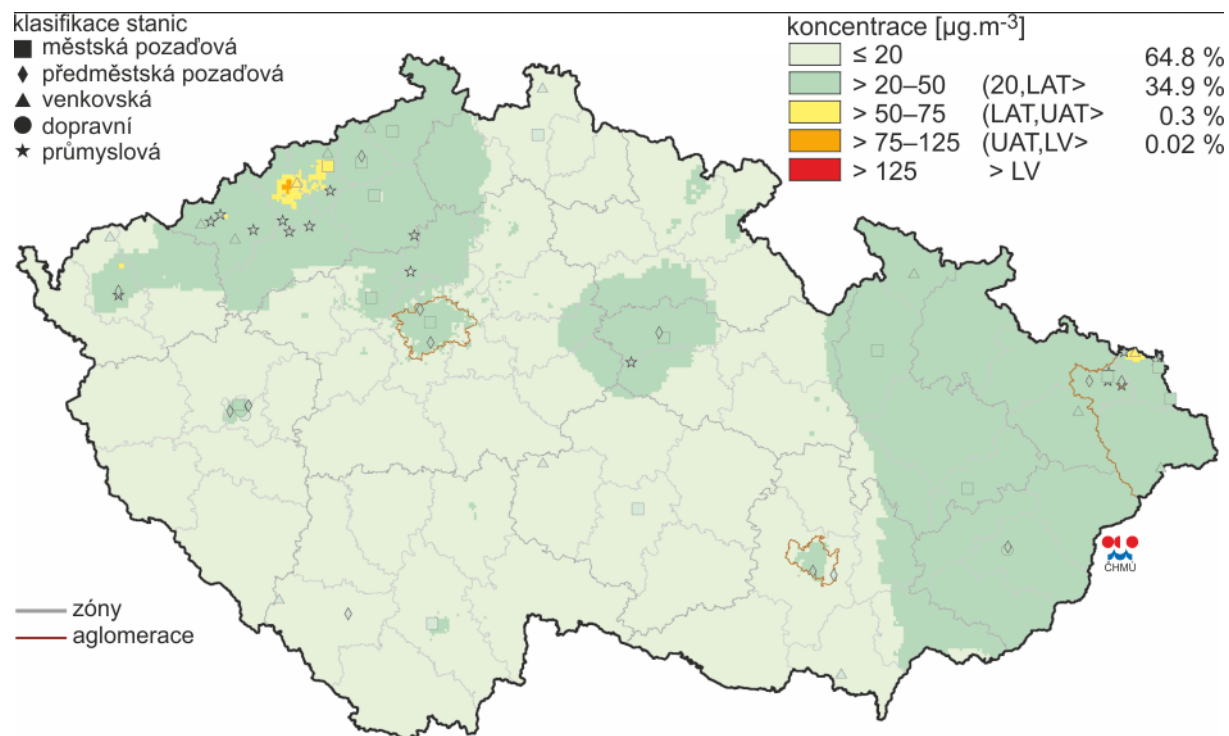 klasifikace stanic
městská pozaďová
předměstská pozaďová
venkovská
dopravní
průmyslová
koncentrace [µg.m-3]
≤ 20 64.8 %
> 20–50 (20,LAT> 34.9 %
> 50–75 (LAT,UAT> 0.3 %
> 75–125 (UAT,LV> 0.02 %
> 125 > LV
ČHMÚ
zóny
aglomerace